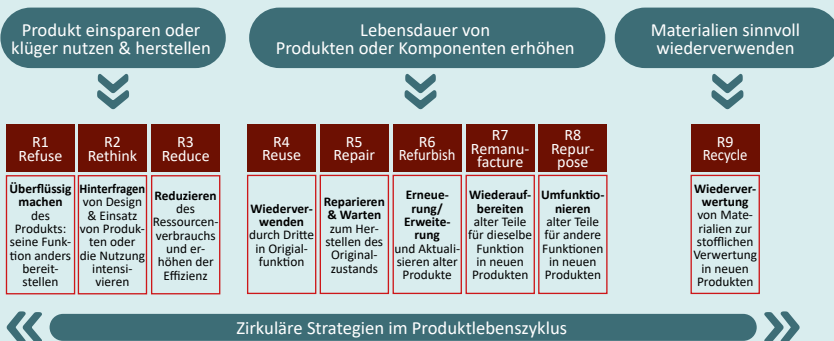 Produkt einsparen oder
klüger nutzen & herstellen
Lebensdauer von
Produkten oder Komponenten erhöhen
Materialien sinnvoll
wiederverwenden
R1
Refuse
R2
Rethink
R3
Reduce
R4
Reuse
R5
Repair
R6
Refurbish
R7
Remanu-
facture
R8
Repur-
pose
R9
Recycle
Überflüssig
machen
des
Produkts:
seine Funk-
tion anders
bereit-
stellen
Hinterfragen
von Design
& Einsatz
von Produk-
ten oder
die Nutzung
intensi-
vieren
Reduzieren
des
Ressourcen-
verbrauchs
und er-
höhen der
Effizienz
Wiederver-
wenden
durch Dritte
in Origial-
funktion
Reparieren
& Warten
zum Her-
stellen des
Original-
zustands
Erneue-
rung/
Erweite-
rung
und Aktuali-
sieren alter
Produkte
Wiederauf-
bereiten
alter Teile
für dieselbe
Funktion
in neuen
Produkten
Umfunktio-
nieren
alter Teile
für andere
Funktionen
in neuen
Produkten
Wiederver-
wertung
von Mate-
rialien zur
stofflichen
Verwertung
in neuen
Produkten
Zirkuläre Strategien im Produktlebenszyklus